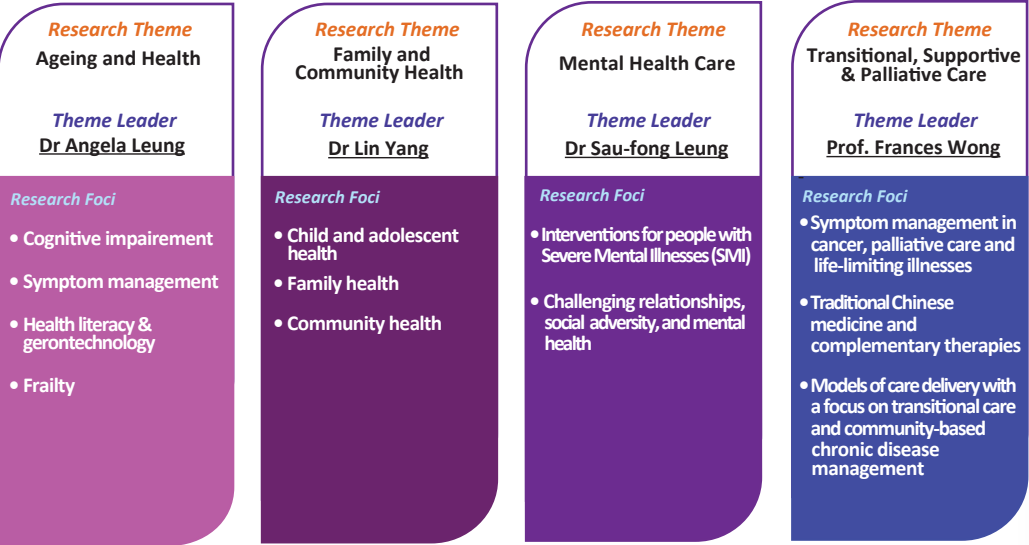 Research Theme
Ageing and Health
Theme Leader
Dr Angela Leung
Research Foci
• Cognitive impairement
• Symptom management
• Health literacy &
gerontechnology
• Frailty
Research Theme
Family and
Community Health
Theme Leader
Dr Lin Yang
Research Foci
• Child and adolescent
health
• Family health
• Community health
Research Theme
Mental Health Care
Theme Leader
Dr Sau-fong Leung
Research Foci
• Interventions for people with
Severe Mental Illnesses (SMI)
• Challenging relationships,
social adversity, and mental
health
Research Theme
Transitional, Supportive
& Palliative Care
Theme Leader
Prof. Frances Wong
Research Foci
• Symptom management in
cancer, palliative care and
life-limiting illnesses
• Traditional Chinese
medicine and
complementary therapies
• Models of care delivery with
a focus on transitional care
and community-based
chronic disease
management